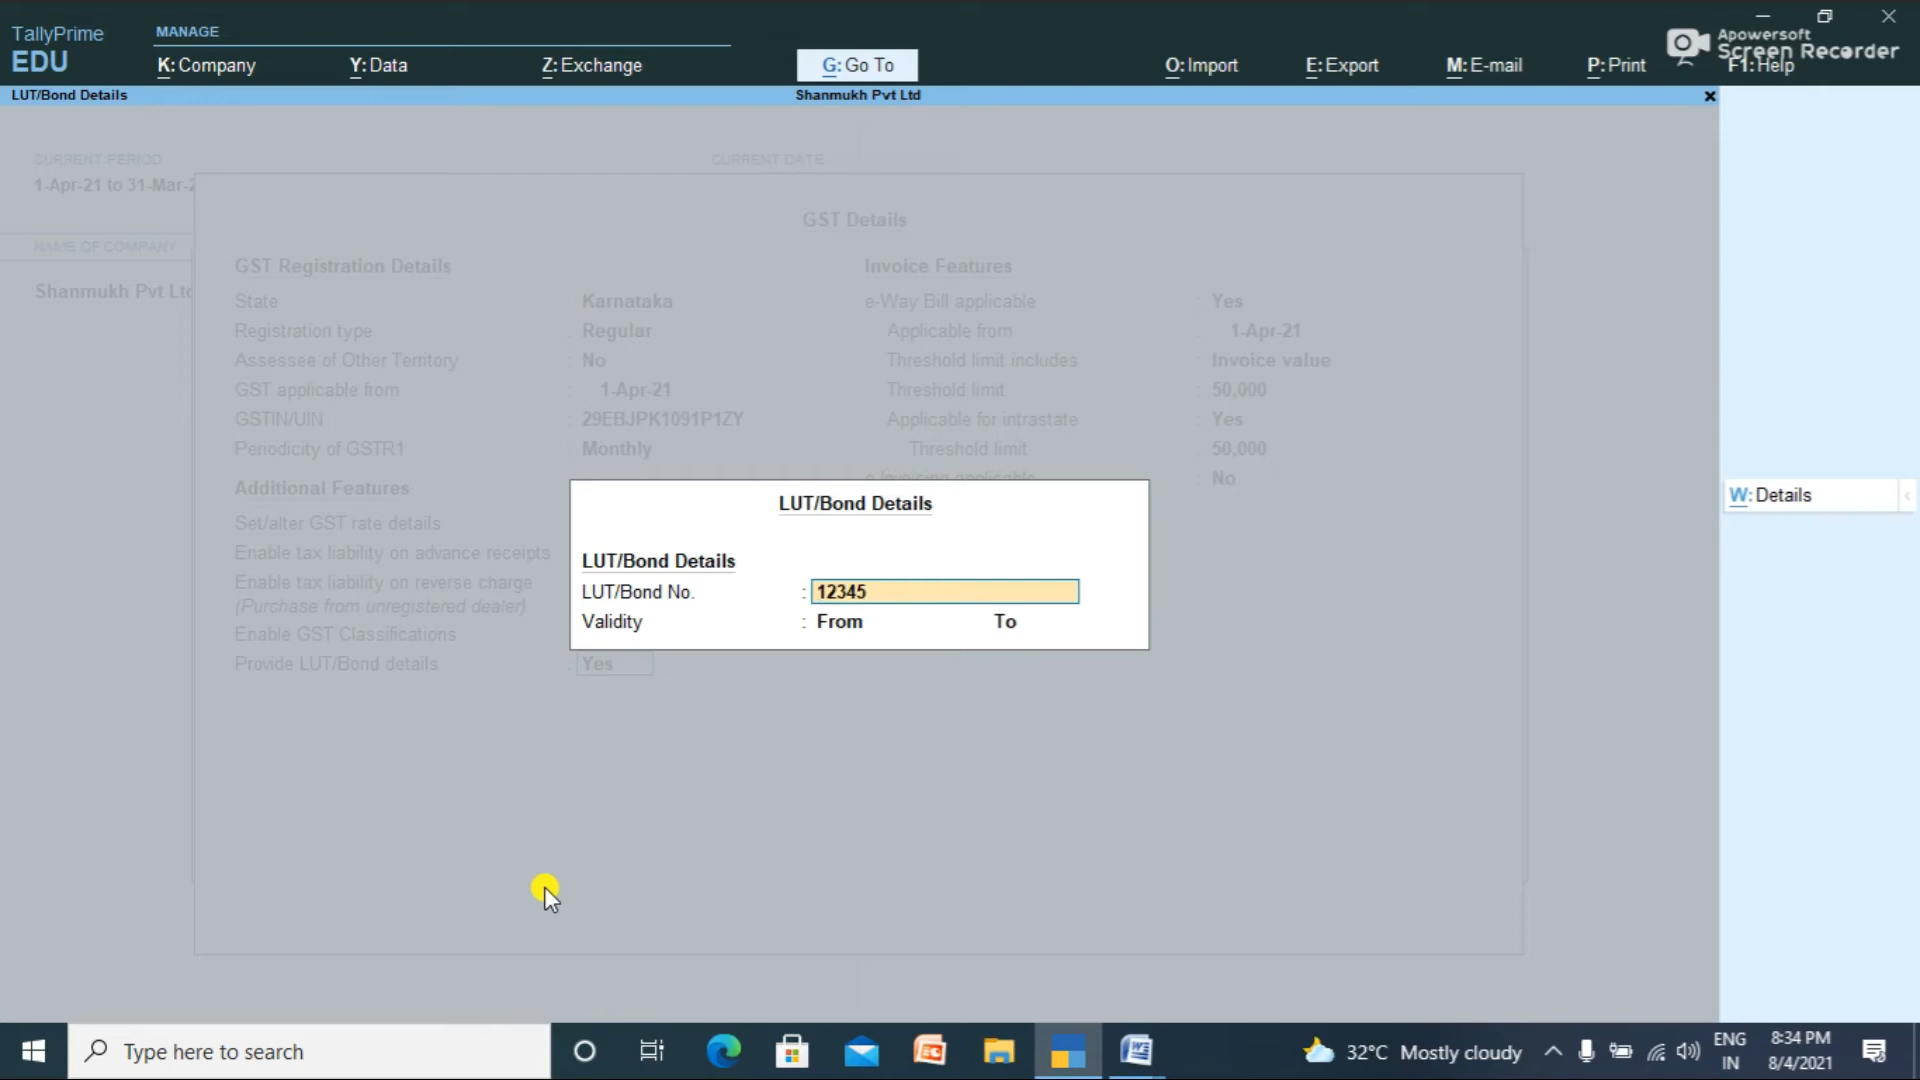 TallyPrime
EDU
MANAGE
K: Company
Y: Data
Z: Exchange
G: Go To
O: Import
E: Export
M: E-mail
P: Print
F1: Help
Apowersoft
Screen Recorder
LUT/Bond Details
Shanmukh Pvt Ltd
CURRENT PERIOD
CURRENT DATE
1-Apr-21 to 31-Mar-2
NAME OF COMPANY
Shanmukh Pvt Ltd
GST Details
GST Registration Details
State : Karnataka
Registration type : Regular
Assessee of Other Territory : No
GST applicable from : 1-Apr-21
GSTIN/UIN : 29EBJPK1091P1ZY
Periodicity of GSTR1 : Monthly
Additional Features
Set/alter GST rate details
Enable tax liability on advance receipts
Enable tax liability on reverse charge
(Purchase from unregistered dealer)
Enable GST Classifications
Provide LUT/Bond details : Yes
Invoice Features
e-Way Bill applicable : Yes
Applicable from : 1-Apr-21
Threshold limit includes : Invoice value
Threshold limit : 50,000
Applicable for intrastate : Yes
Threshold limit : 50,000
e-Invoicing applicable : No
LUT/Bond Details
LUT/Bond Details
LUT/Bond No. : 12345
Validity : From To
W: Details
Type here to search
32°C Mostly cloudy
ENG
IN
8:34 PM
8/4/2021